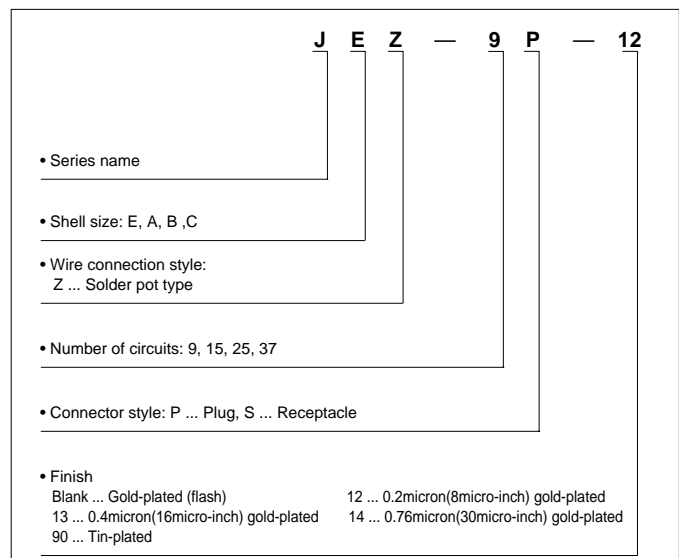 J E Z — 9 P — 12
• Series name
• Shell size: E, A, B ,C
• Wire connection style:
Z ... Solder pot type
• Number of circuits: 9, 15, 25, 37
• Connector style: P ... Plug, S ... Receptacle
• Finish
Blank ... Gold-plated (flash) 12 ... 0.2micron(8micro-inch) gold-plated
13 ... 0.4micron(16micro-inch) gold-plated 14 ... 0.76micron(30micro-inch) gold-plated
90 ... Tin-plated